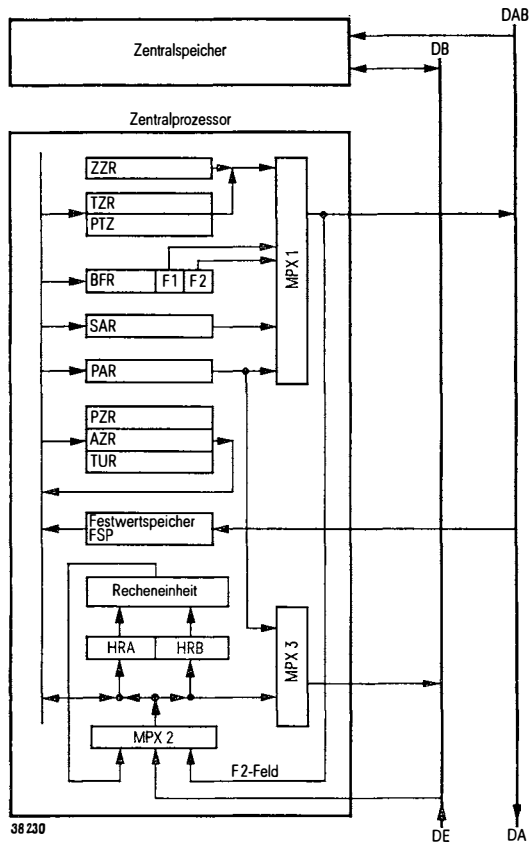 DAB
Zentralspeicher
DB
Zentralprozessor
ZZR
TZR
PTZ
BFR F1 F2
SAR
PAR
MPX 1
PZR
AZR
TUR
Festwertspeicher
FSP
Recheneinheit
HRA HRB
MPX 3
MPX 2
F2-Feld
38 230
DE
DA